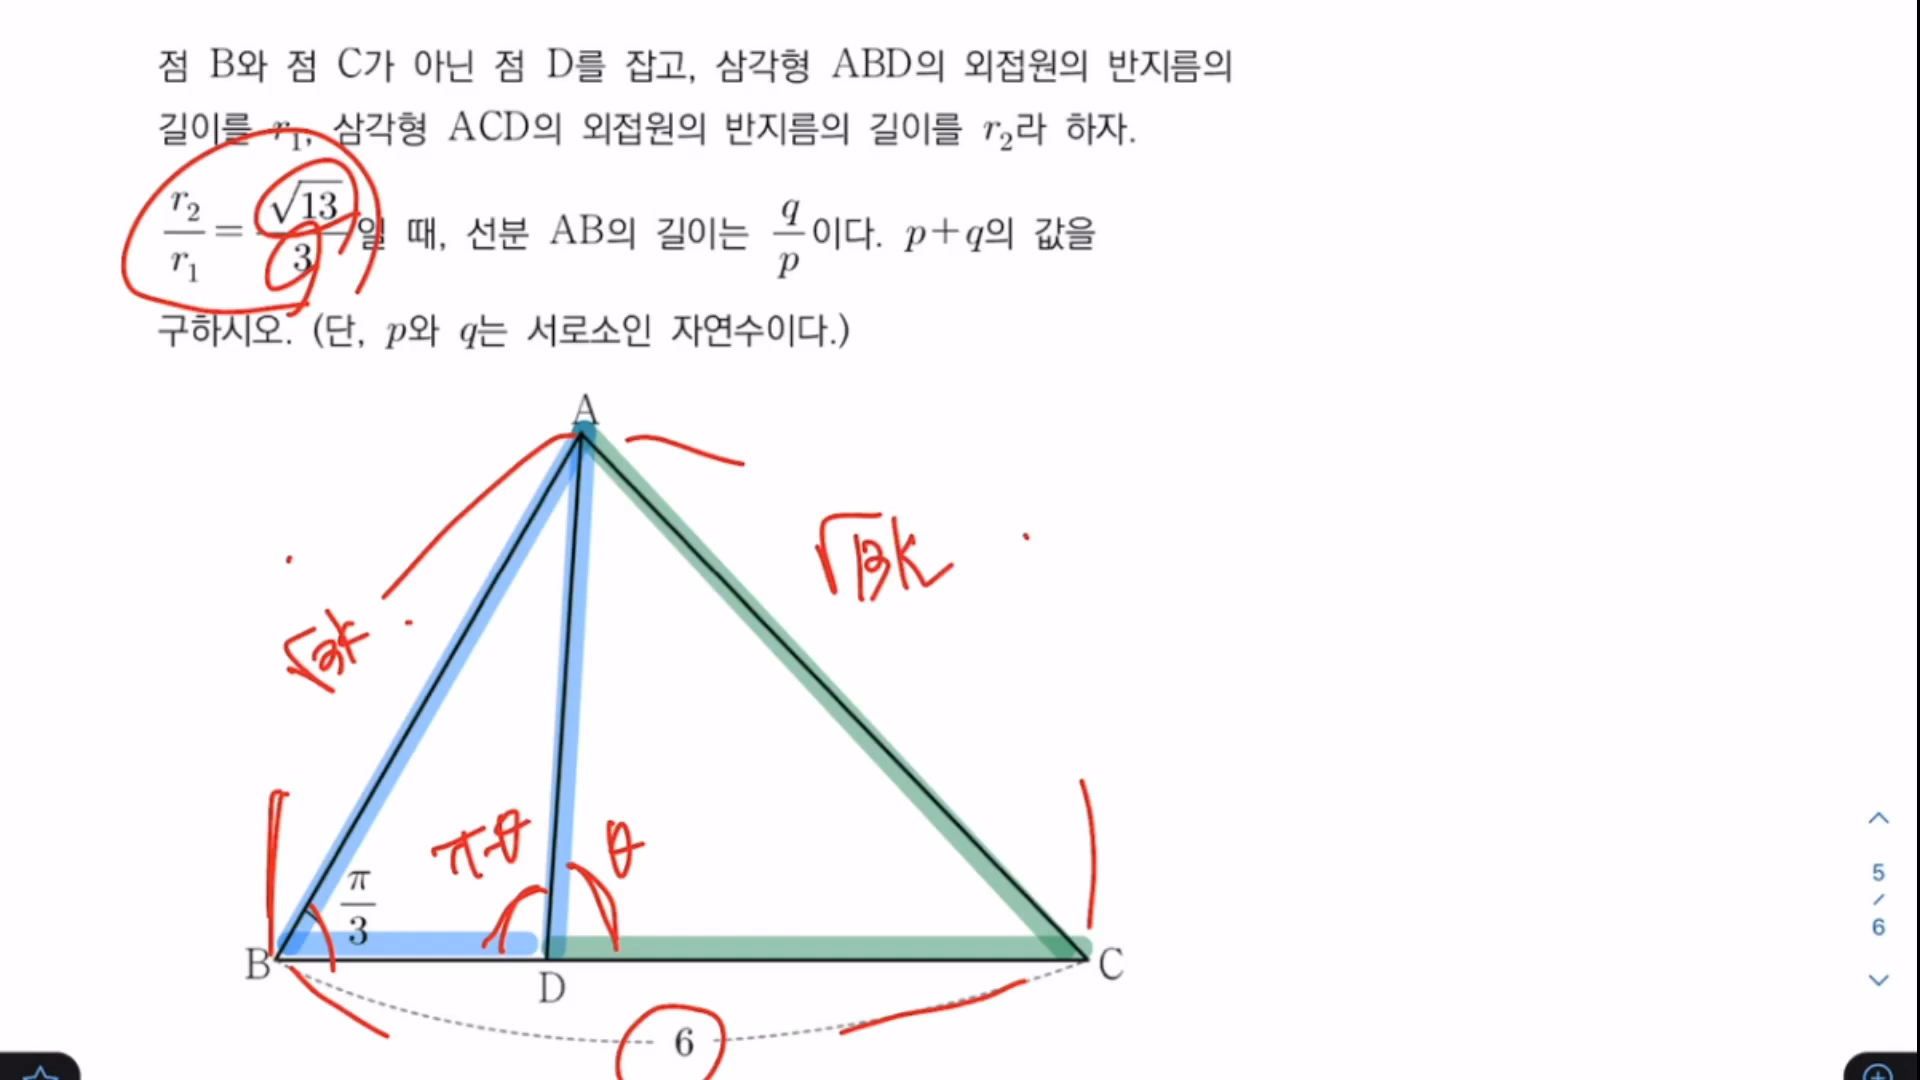 점 B와 점 C가 아닌 점 D를 잡고, 삼각형 ABD의 외접원의 반지름의
길이를 r₁, 삼각형 ACD의 외접원의 반지름의 길이를 r₂라 하자.
r₂/r₁ = √13/3 일 때, 선분 AB의 길이는 q/p 이다. p+q의 값을
구하시오. (단, p와 q는 서로소인 자연수이다.)
A
√13k
π-θ θ
π/3
B
C
D
6
5
/
6